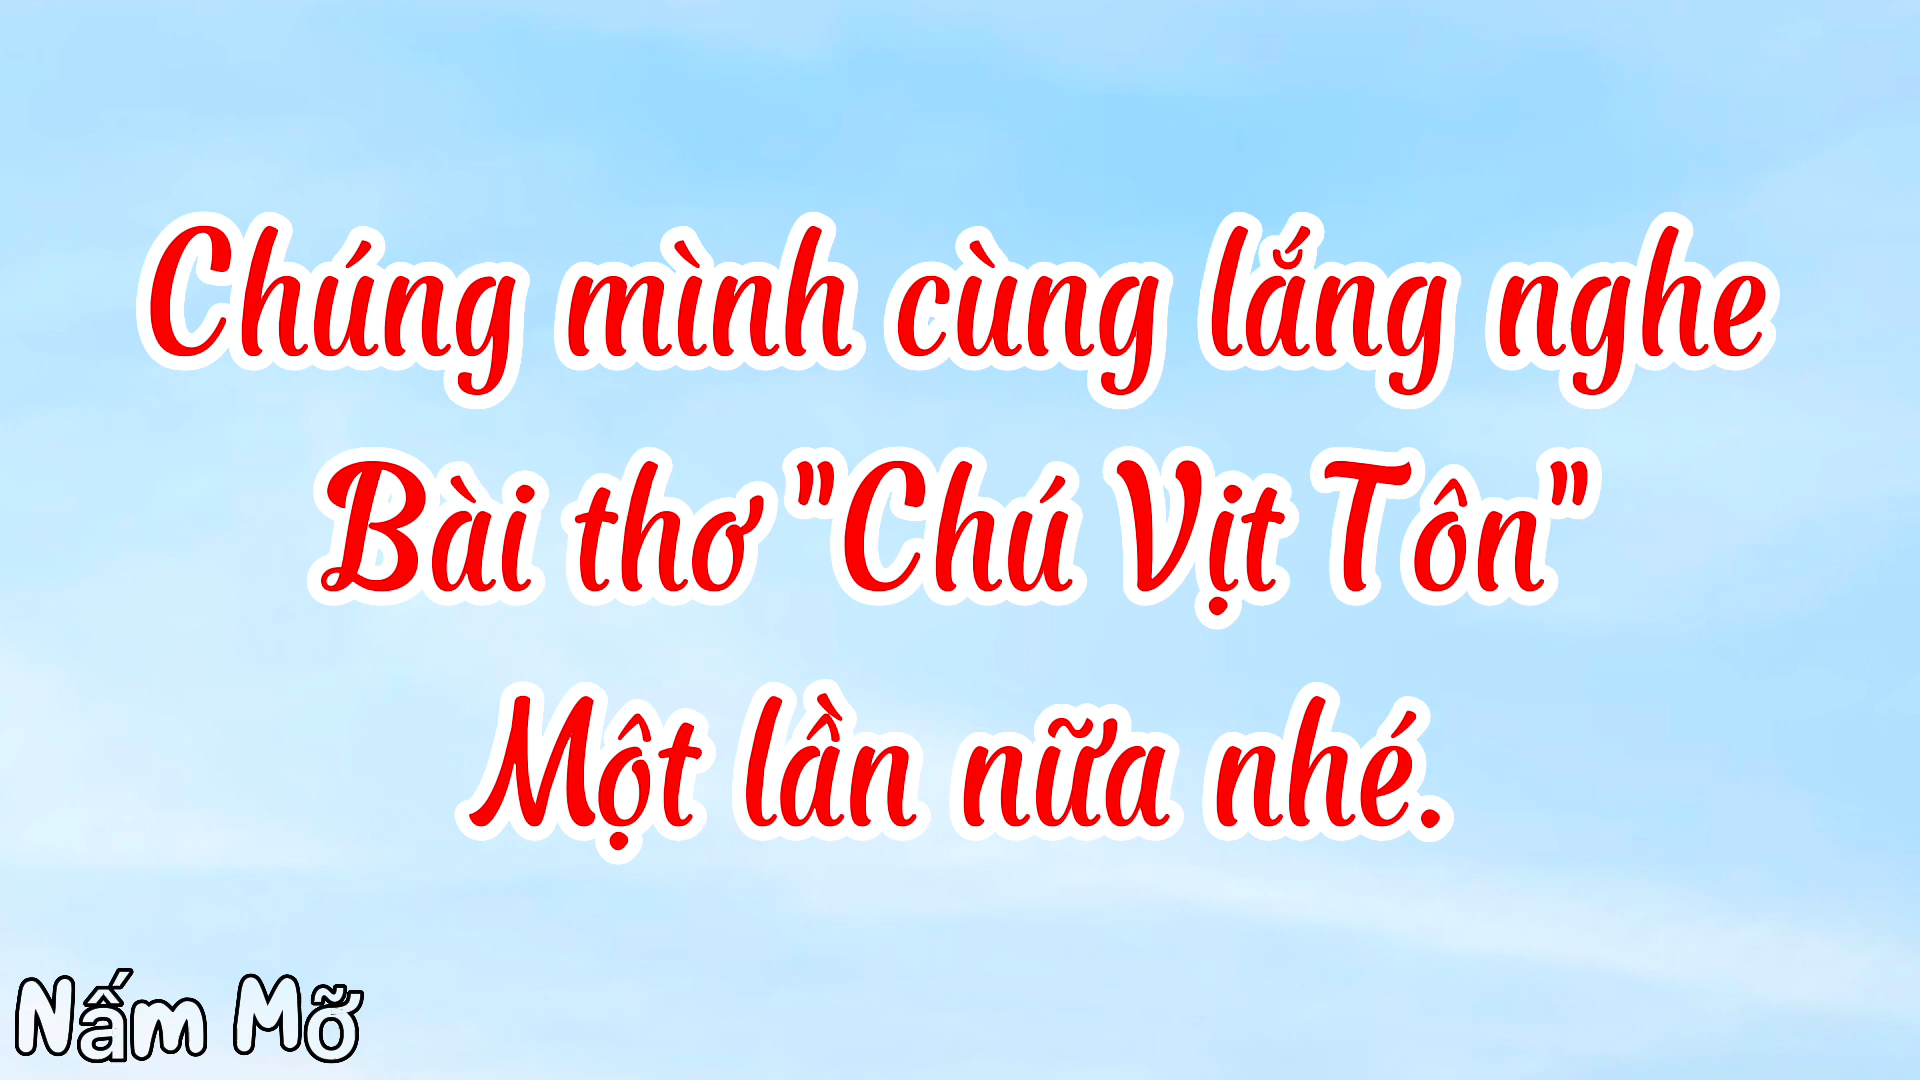 Chúng mình cùng lắng nghe
Bài thơ "Chú Vịt Tôn"
Một lần nữa nhé.
Nấm Mỡ